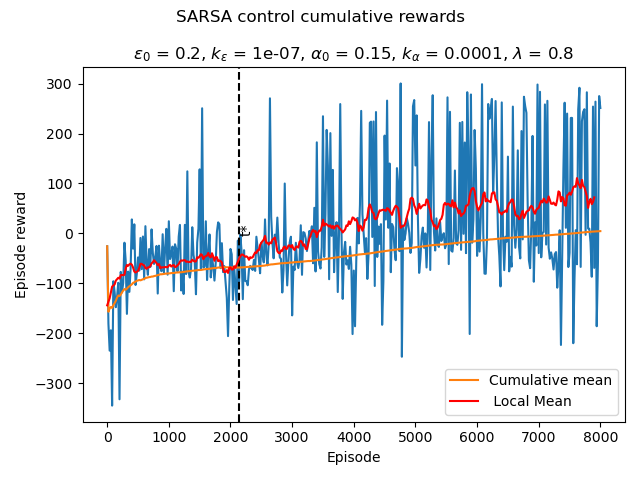 SARSA control cumulative rewards
ε₀ = 0.2, kε = 1e-07, α₀ = 0.15, kα = 0.0001, λ = 0.8
Episode reward
300
200
100
0
−100
−200
−300
t*
Cumulative mean
Local Mean
0 1000 2000 3000 4000 5000 6000 7000 8000
Episode